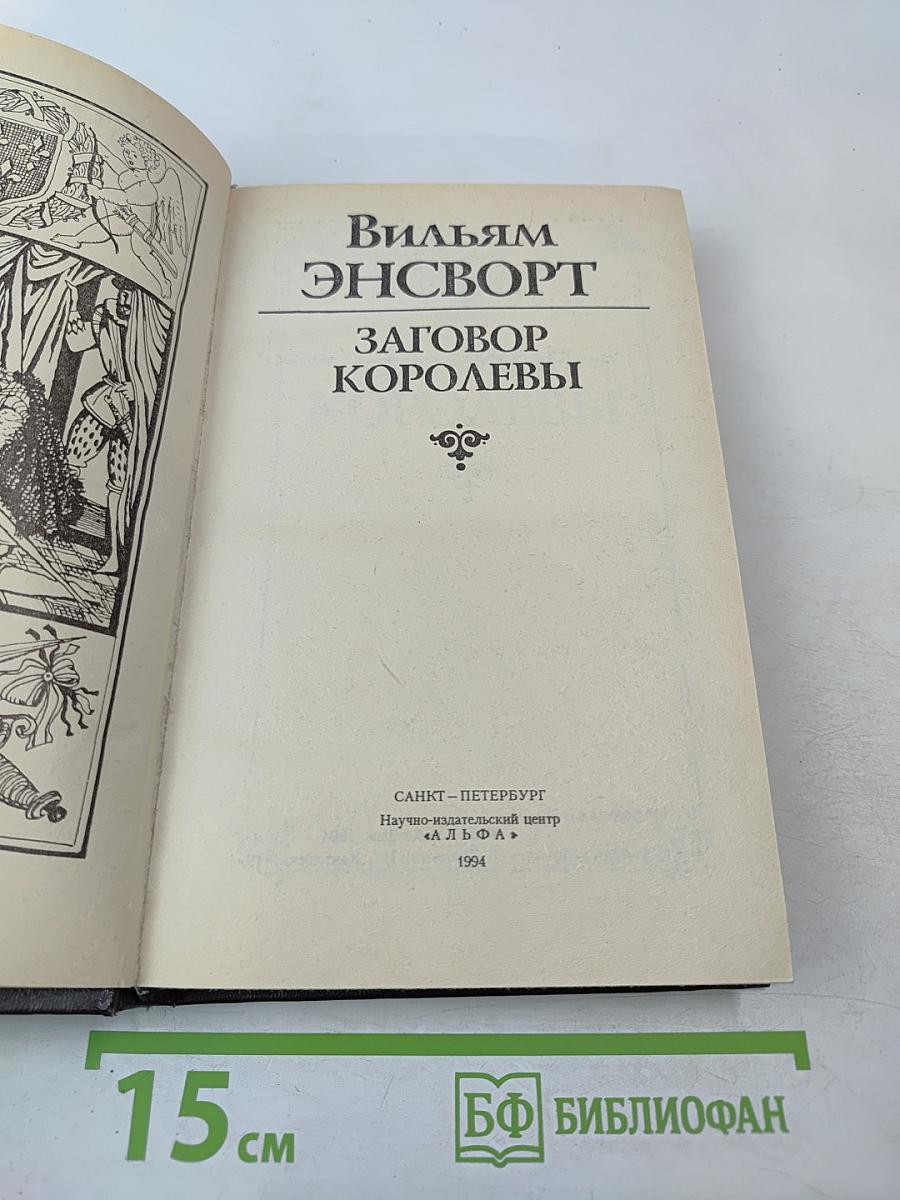 Вильям
ЭНСВОРТ
ЗАГОВОР
КОРОЛЕВЫ
САНКТ – ПЕТЕРБУРГ
Научно-издательский центр
«АЛЬФА»
1994
15 см
БФ БИБЛИОФАН